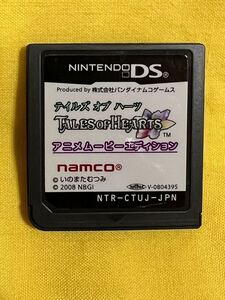 NINTENDO DS
Produced by 株式会社バンダイナムコゲームス
テイルズ オブ ハーツ
TALES OF HEARTS TM
アニメムービーエディション
namco®
©いのまたむつみ
©2008 NBGI V-0804395
NTR-CTUJ-JPN